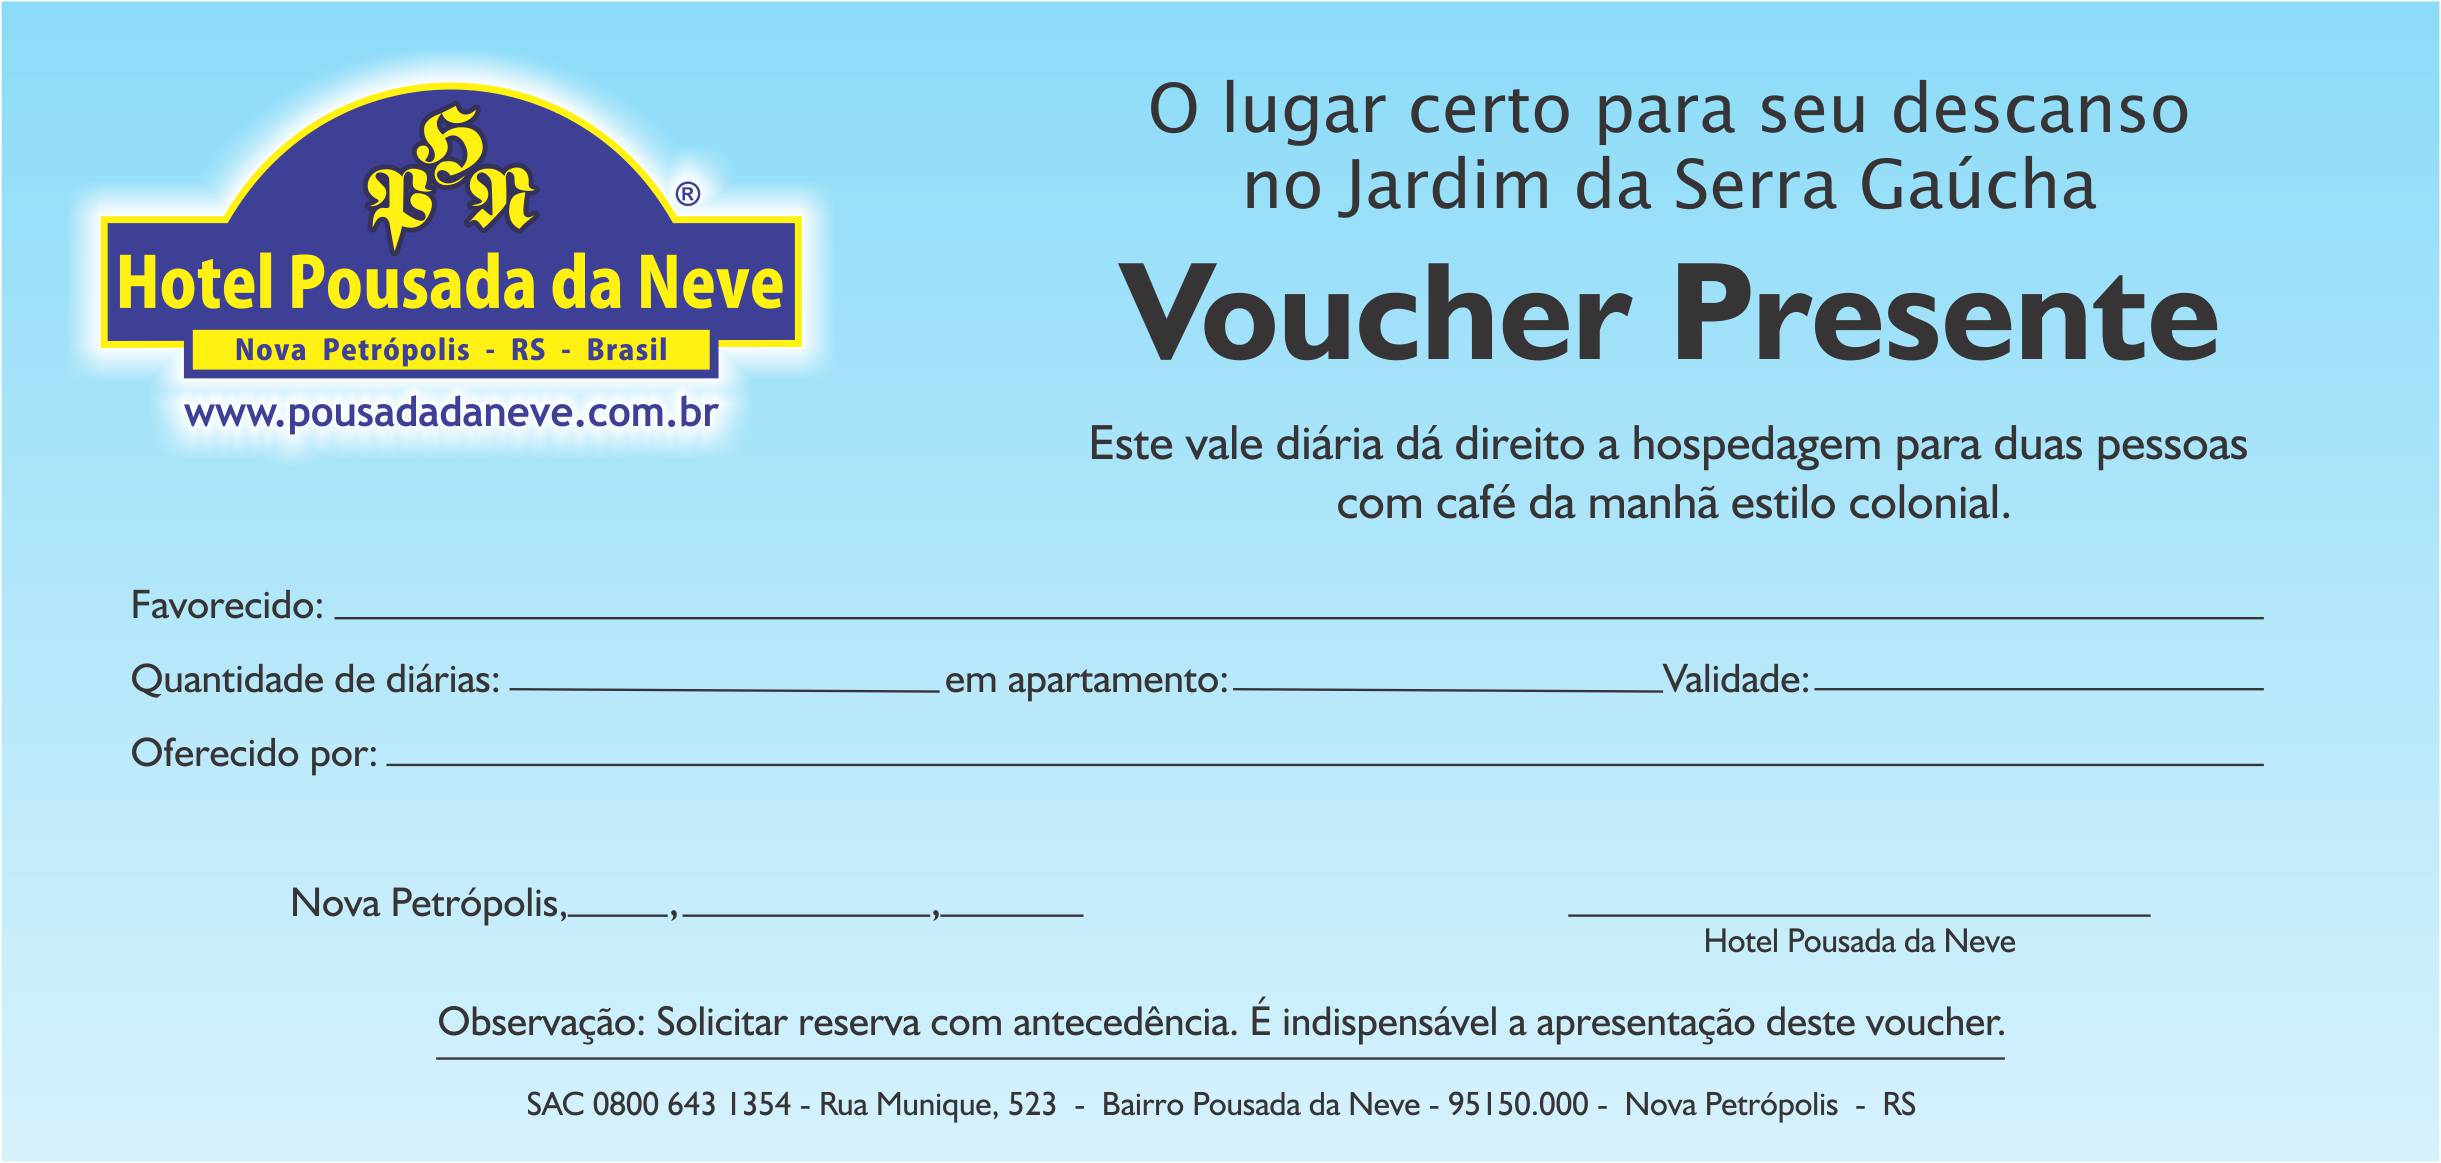 PHN
®
Hotel Pousada da Neve
Nova Petrópolis - RS - Brasil
www.pousadadaneve.com.br
O lugar certo para seu descanso
no Jardim da Serra Gaúcha
Voucher Presente
Este vale diária dá direito a hospedagem para duas pessoas
com café da manhã estilo colonial.
Favorecido:
Quantidade de diárias: em apartamento: Validade:
Oferecido por:
Nova Petrópolis, , ,
Hotel Pousada da Neve
Observação: Solicitar reserva com antecedência. É indispensável a apresentação deste voucher.
SAC 0800 643 1354 - Rua Munique, 523 - Bairro Pousada da Neve - 95150.000 - Nova Petrópolis - RS